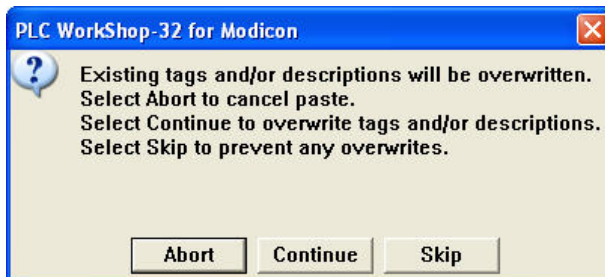 PLC WorkShop-32 for Modicon
Existing tags and/or descriptions will be overwritten.
Select Abort to cancel paste.
Select Continue to overwrite tags and/or descriptions.
Select Skip to prevent any overwrites.
Abort Continue Skip